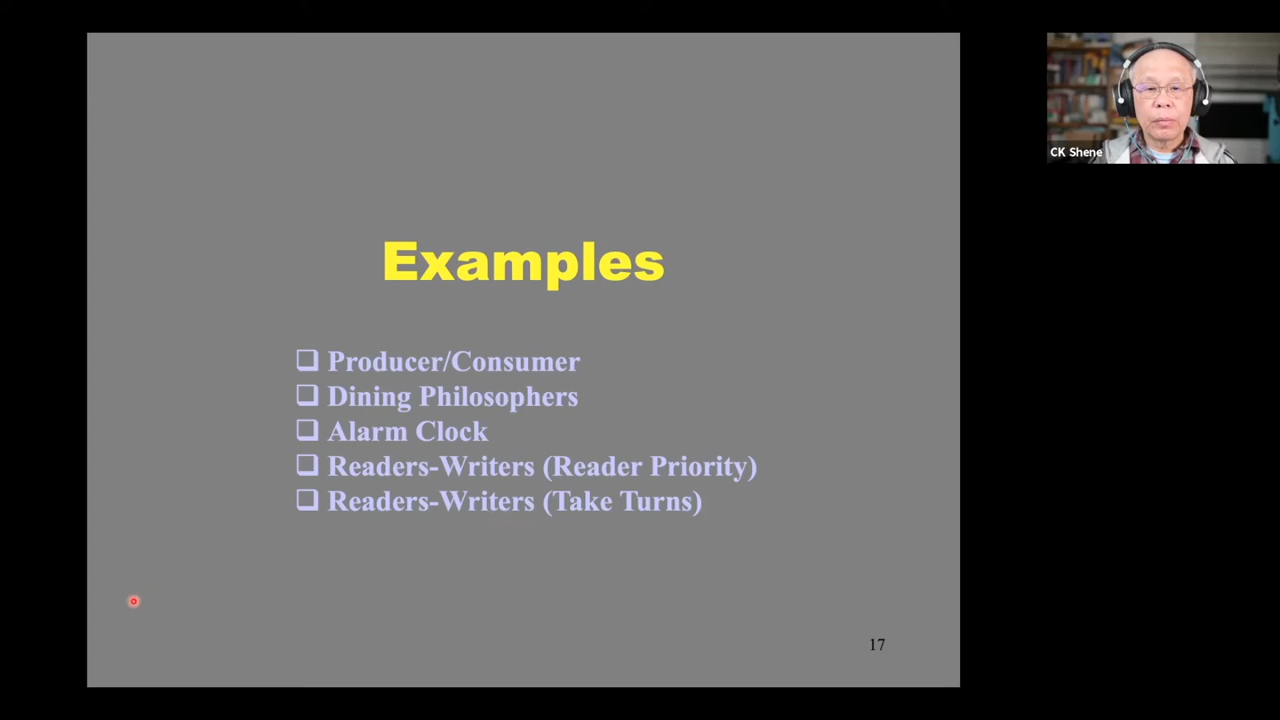 Examples
❑ Producer/Consumer
❑ Dining Philosophers
❑ Alarm Clock
❑ Readers-Writers (Reader Priority)
❑ Readers-Writers (Take Turns)
17
CK Shene